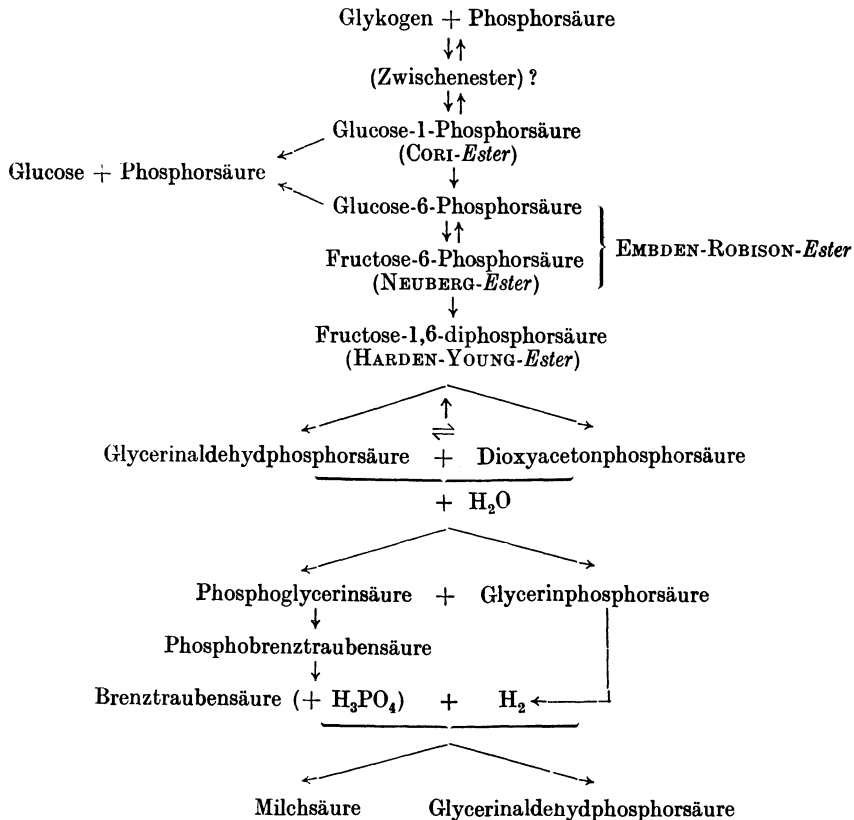 Glykogen + Phosphorsäure
↓↑
(Zwischenester) ?
↓↑
Glucose-1-Phosphorsäure
(CORI-Ester)
Glucose + Phosphorsäure
↓
Glucose-6-Phosphorsäure
↓↑
EMBDEN-ROBISON-Ester
Fructose-6-Phosphorsäure
(NEUBERG-Ester)
↓
Fructose-1,6-diphosphorsäure
(HARDEN-YOUNG-Ester)
↑
⇌
Glycerinaldehydphosphorsäure + Dioxyacetonphosphorsäure
+ H₂O
Phosphoglycerinsäure + Glycerinphosphorsäure
↓
Phosphobrenztraubensäure
↓
Brenztraubensäure (+ H₃PO₄) + H₂ ←
Milchsäure Glycerinaldenydphosphorsäure